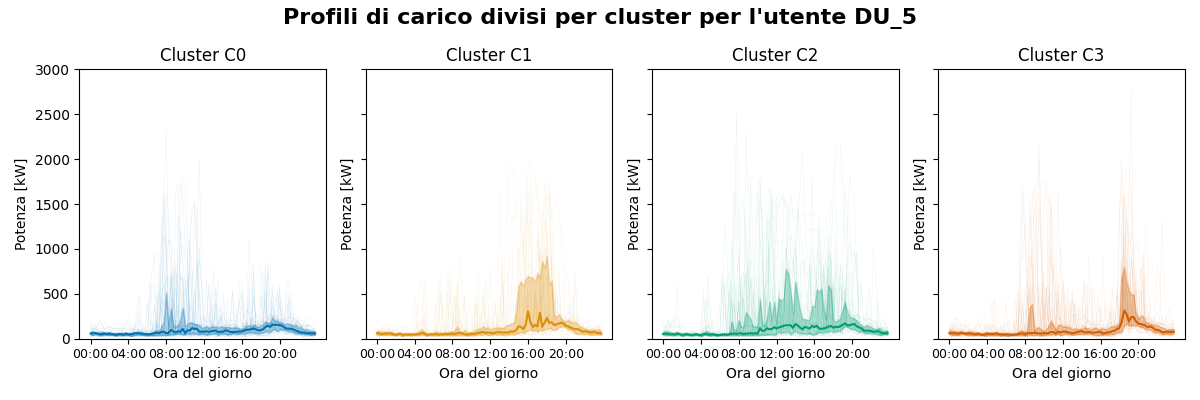 Profili di carico divisi per cluster per l'utente DU_5
Cluster C0
Cluster C1
Cluster C2
Cluster C3
3000
2500
2000
1500
1000
500
0
Potenza [kW]
Potenza [kW]
Potenza [kW]
Potenza [kW]
00:00 04:00 08:00 12:00 16:00 20:00
00:00 04:00 08:00 12:00 16:00 20:00
00:00 04:00 08:00 12:00 16:00 20:00
00:00 04:00 08:00 12:00 16:00 20:00
Ora del giorno
Ora del giorno
Ora del giorno
Ora del giorno